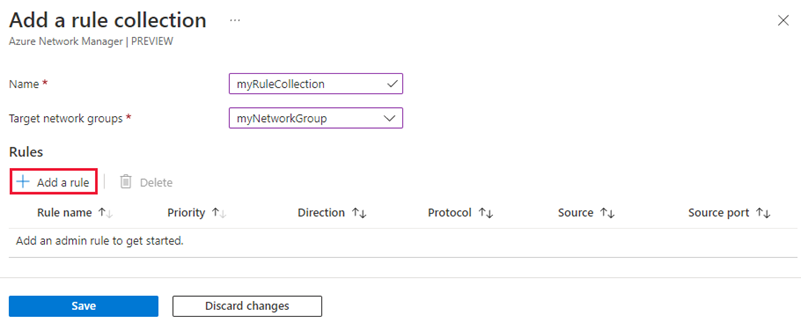 Add a rule collection ...
Azure Network Manager | PREVIEW
Name *
myRuleCollection
Target network groups *
myNetworkGroup
Rules
+ Add a rule | Delete
Rule name ↑↓ Priority ↑↓ Direction ↑↓ Protocol ↑↓ Source ↑↓ Source port ↑↓
Add an admin rule to get started.
Save Discard changes